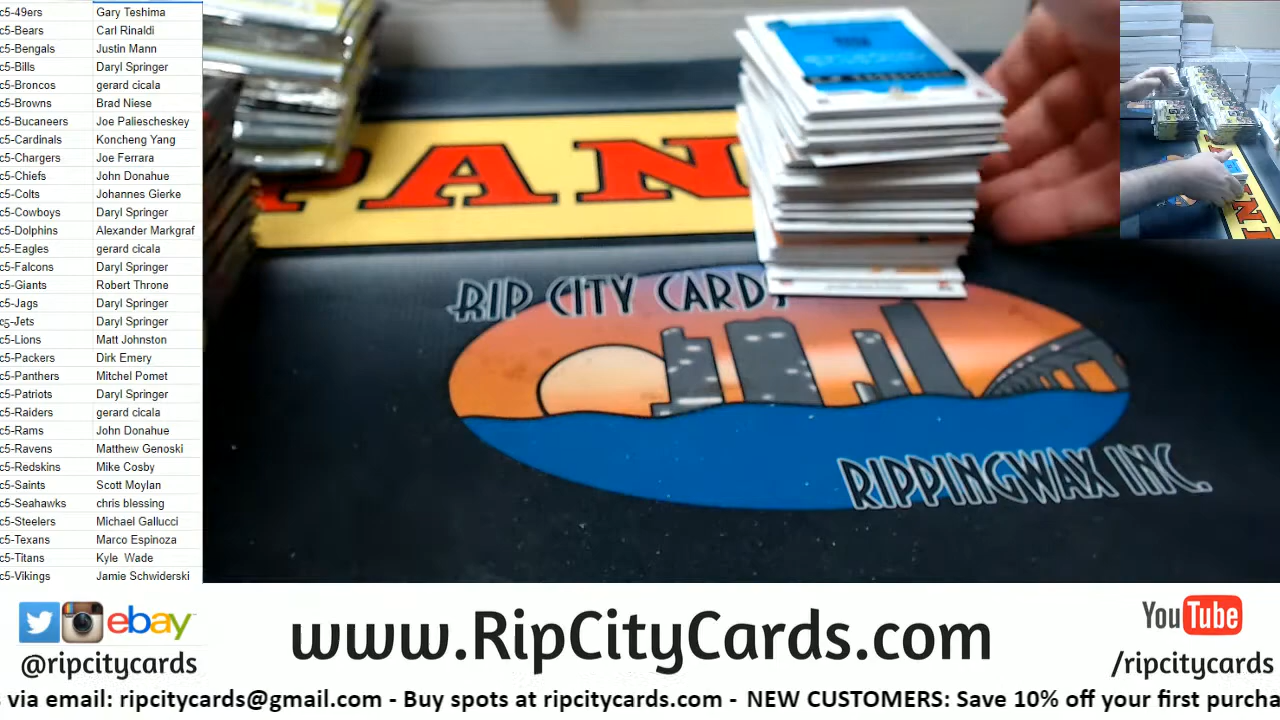 c5-49ers Gary Teshima
c5-Bears Carl Rinaldi
c5-Bengals Justin Mann
c5-Bills Daryl Springer
c5-Broncos gerard cicala
c5-Browns Brad Niese
c5-Bucaneers Joe Paliescheskey
c5-Cardinals Koncheng Yang
c5-Chargers Joe Ferrara
c5-Chiefs John Donahue
c5-Colts Johannes Gierke
c5-Cowboys Daryl Springer
c5-Dolphins Alexander Markgraf
c5-Eagles gerard cicala
c5-Falcons Daryl Springer
c5-Giants Robert Throne
c5-Jags Daryl Springer
c5-Jets Daryl Springer
c5-Lions Matt Johnston
c5-Packers Dirk Emery
c5-Panthers Mitchel Pomet
c5-Patriots Daryl Springer
c5-Raiders gerard cicala
c5-Rams John Donahue
c5-Ravens Matthew Genoski
c5-Redskins Mike Cosby
c5-Saints Scott Moylan
c5-Seahawks chris blessing
c5-Steelers Michael Gallucci
c5-Texans Marco Espinoza
c5-Titans Kyle Wade
c5-Vikings Jamie Schwiderski
PAN
RIP CITY CARDS
RIPPINGWAX INC.
ebay
@ripcitycards
www.RipCityCards.com
YouTube
/ripcitycards
s via email: ripcitycards@gmail.com - Buy spots at ripcitycards.com - NEW CUSTOMERS: Save 10% off your first purcha